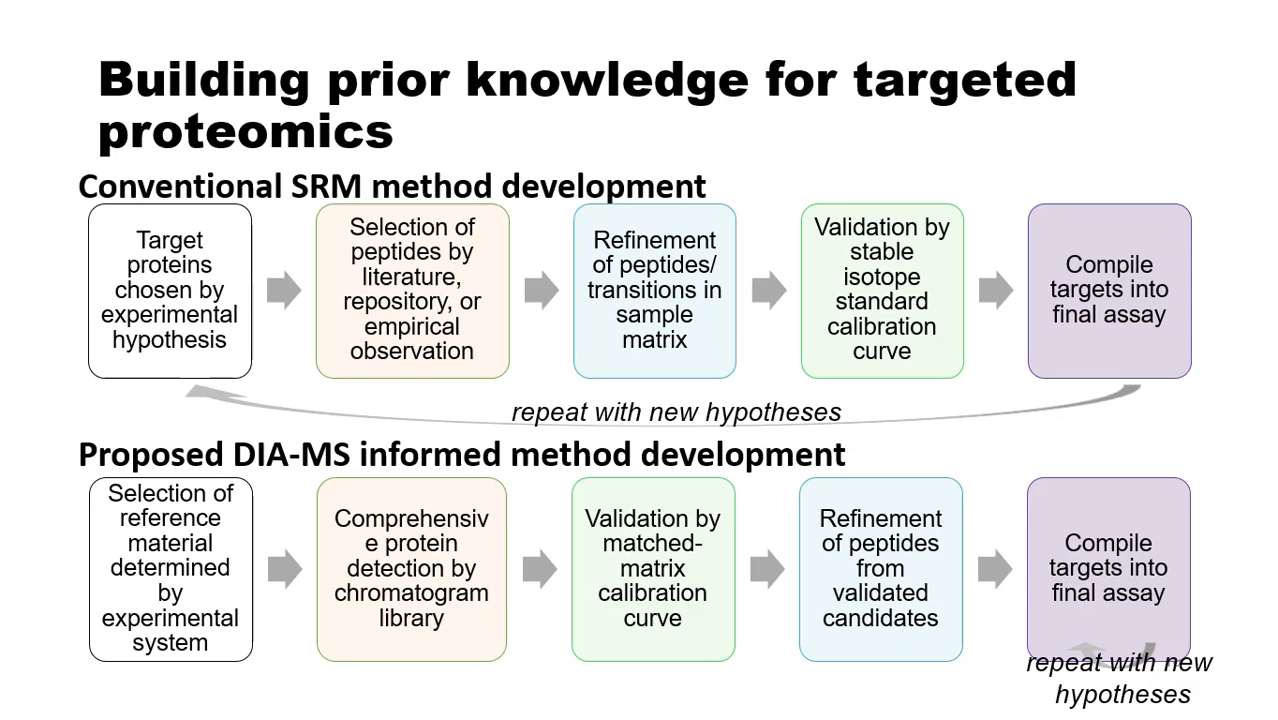 Building prior knowledge for targeted
proteomics
Conventional SRM method development
Target
proteins
chosen by
experimental
hypothesis
Selection of
peptides by
literature,
repository, or
empirical
observation
Refinement
of peptides/
transitions in
sample
matrix
Validation by
stable
isotope
standard
calibration
curve
Compile
targets into
final assay
repeat with new hypotheses
Proposed DIA-MS informed method development
Selection of
reference
material
determined
by
experimental
system
Comprehensiv
e protein
detection by
chromatogram
library
Validation by
matched-
matrix
calibration
curve
Refinement
of peptides
from
validated
candidates
Compile
targets into
final assay
repeat with new
hypotheses